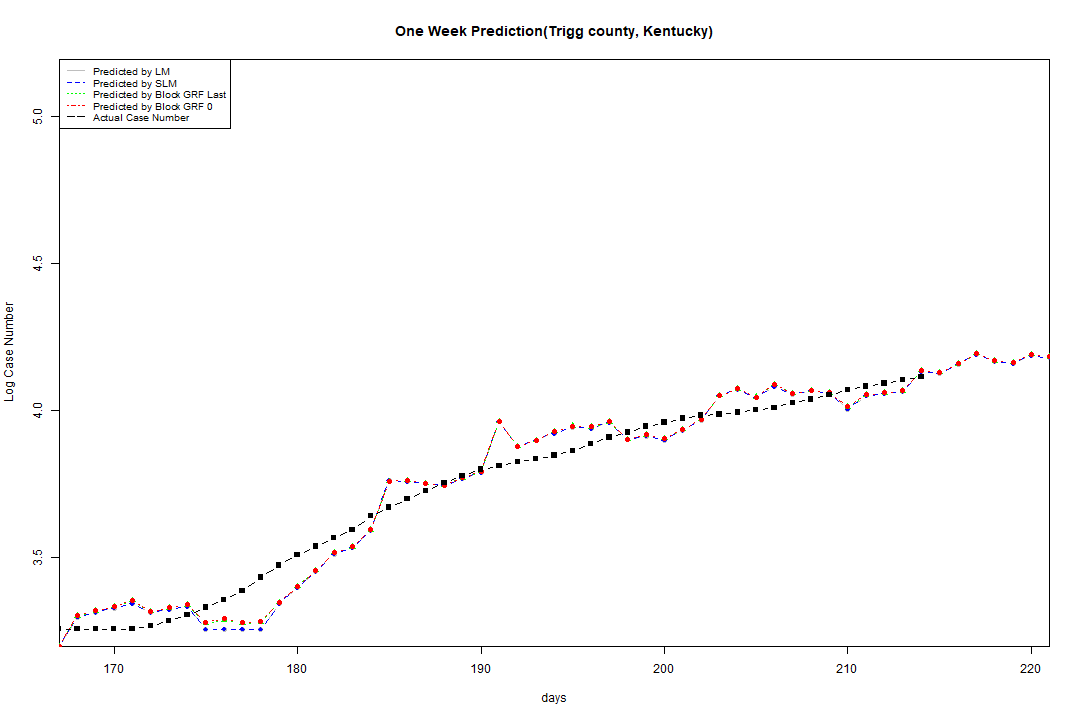 One Week Prediction(Trigg county, Kentucky)
Predicted by LM
Predicted by SLM
Predicted by Block GRF Last
Predicted by Block GRF 0
Actual Case Number
5.0
4.5
4.0
3.5
Log Case Number
170 180 190 200 210 220
days